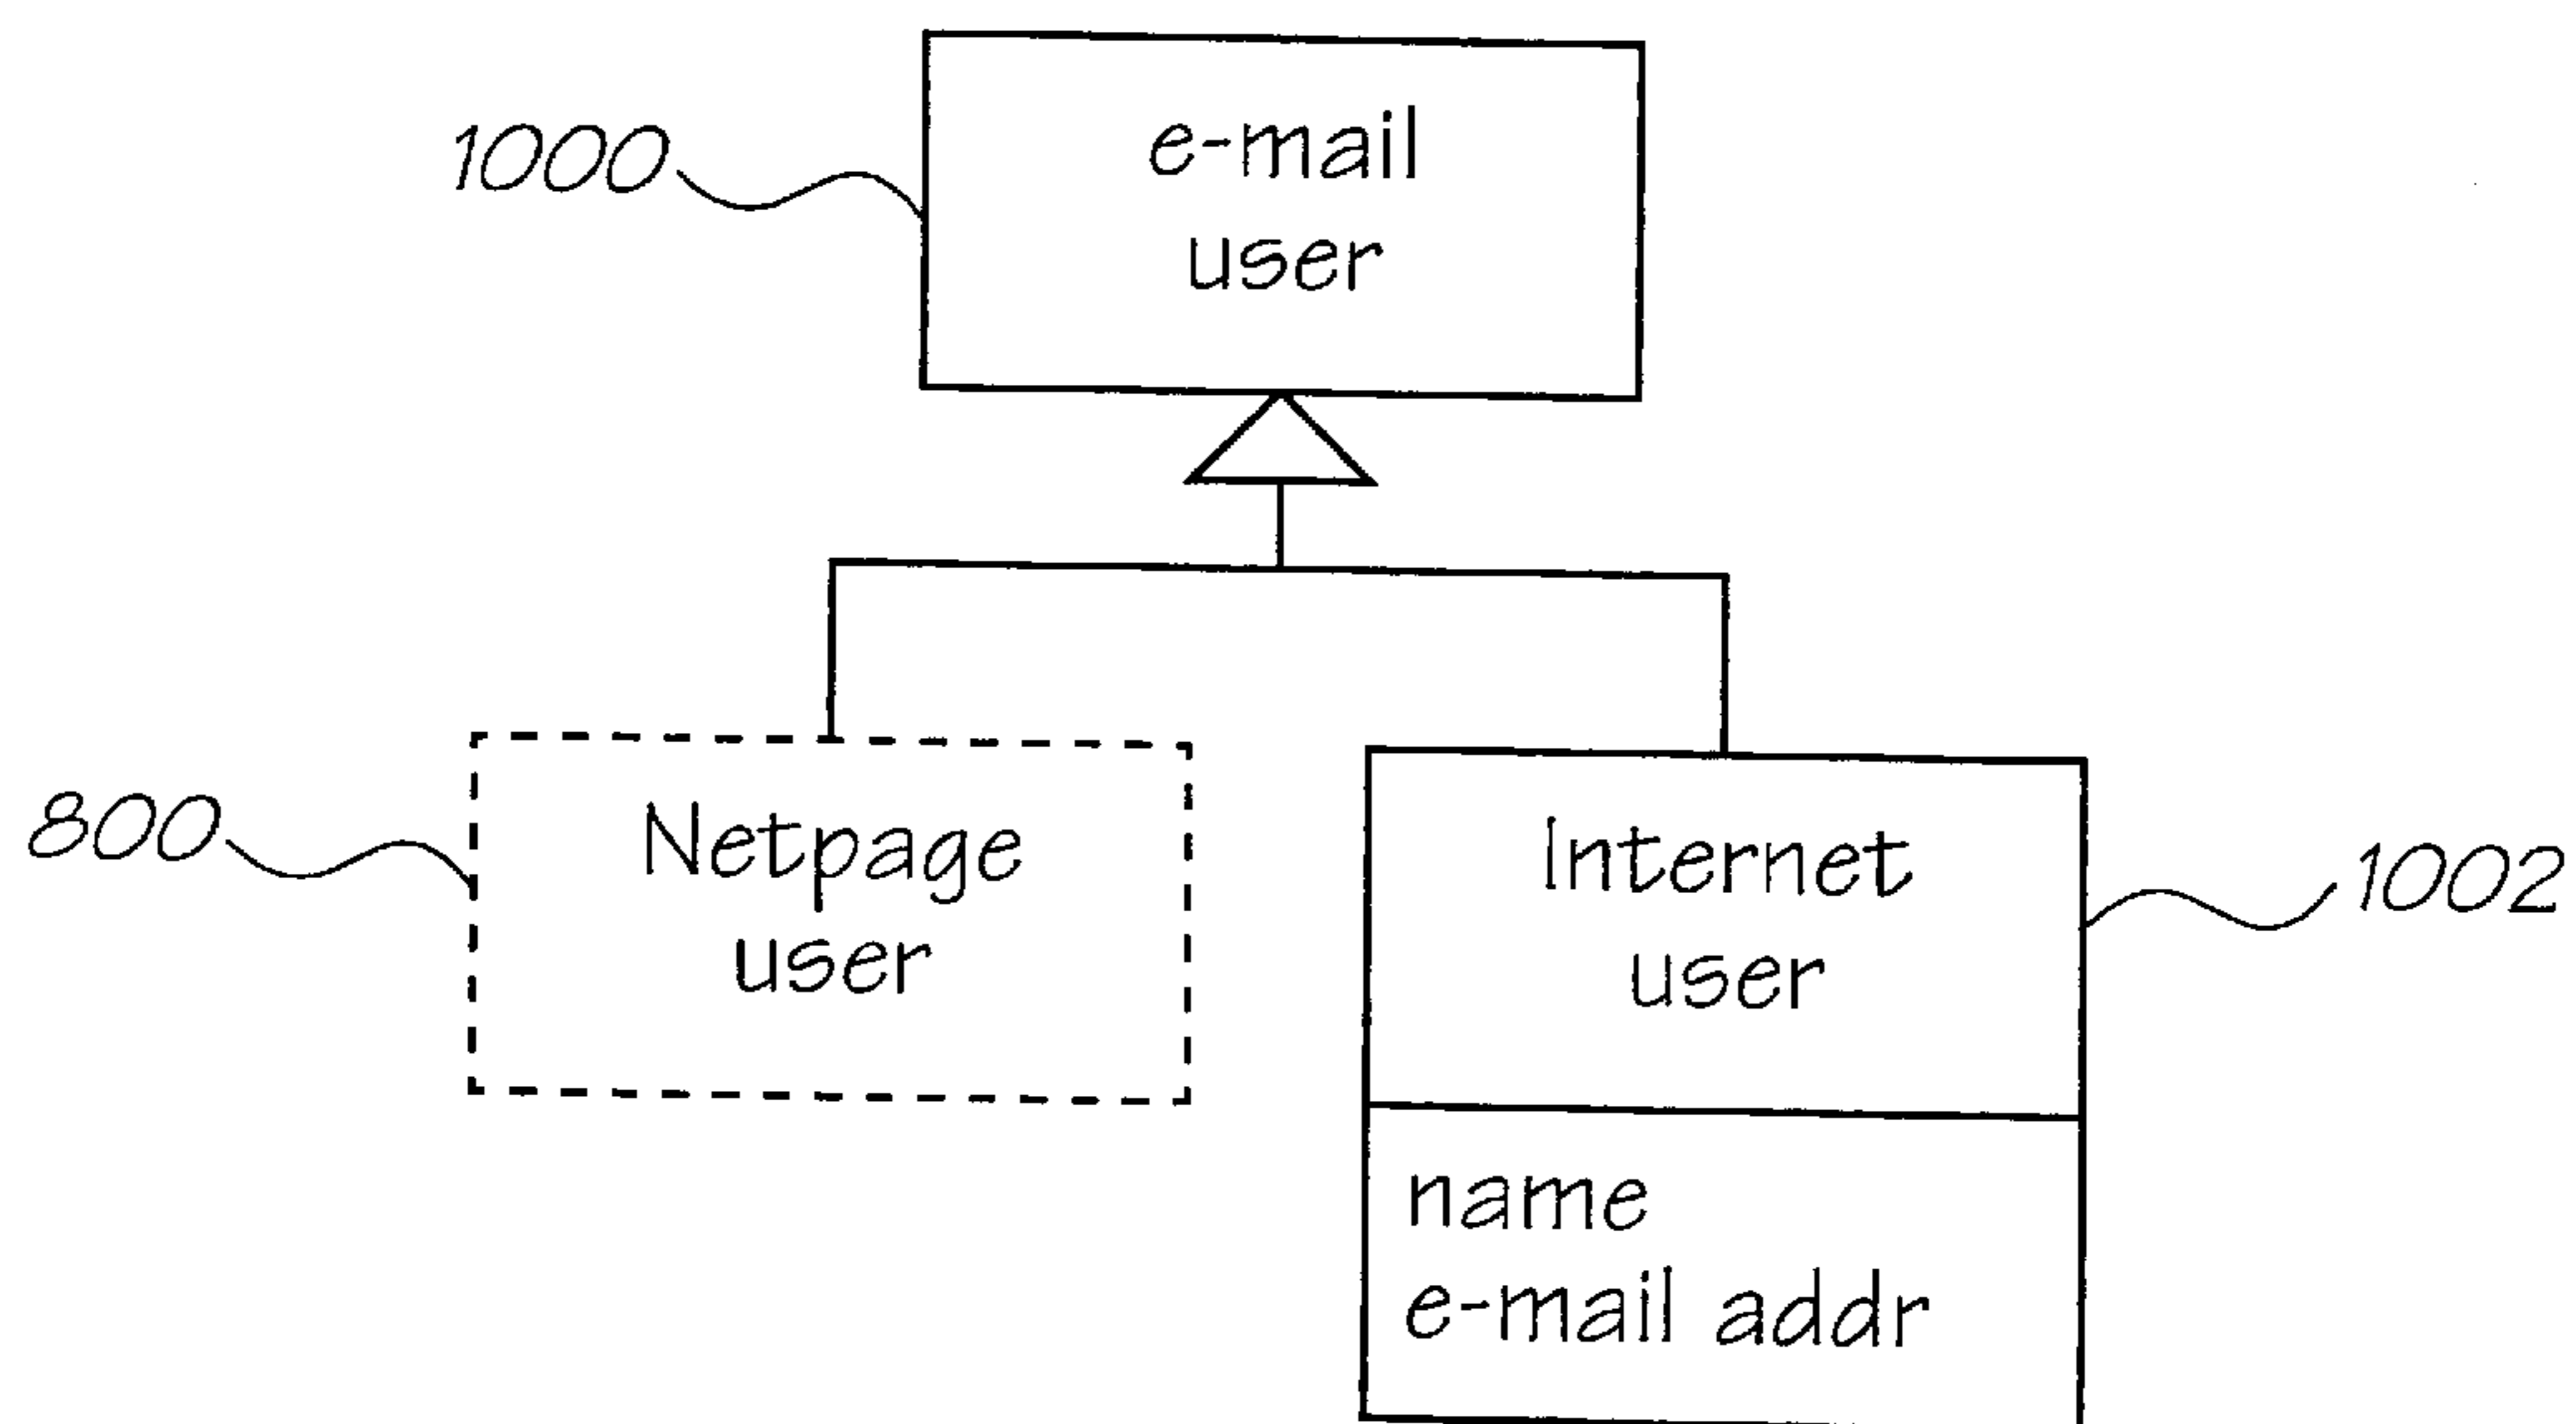 1000
e-mail
user
800
Netpage
user
Internet
user
1002
name
e-mail addr